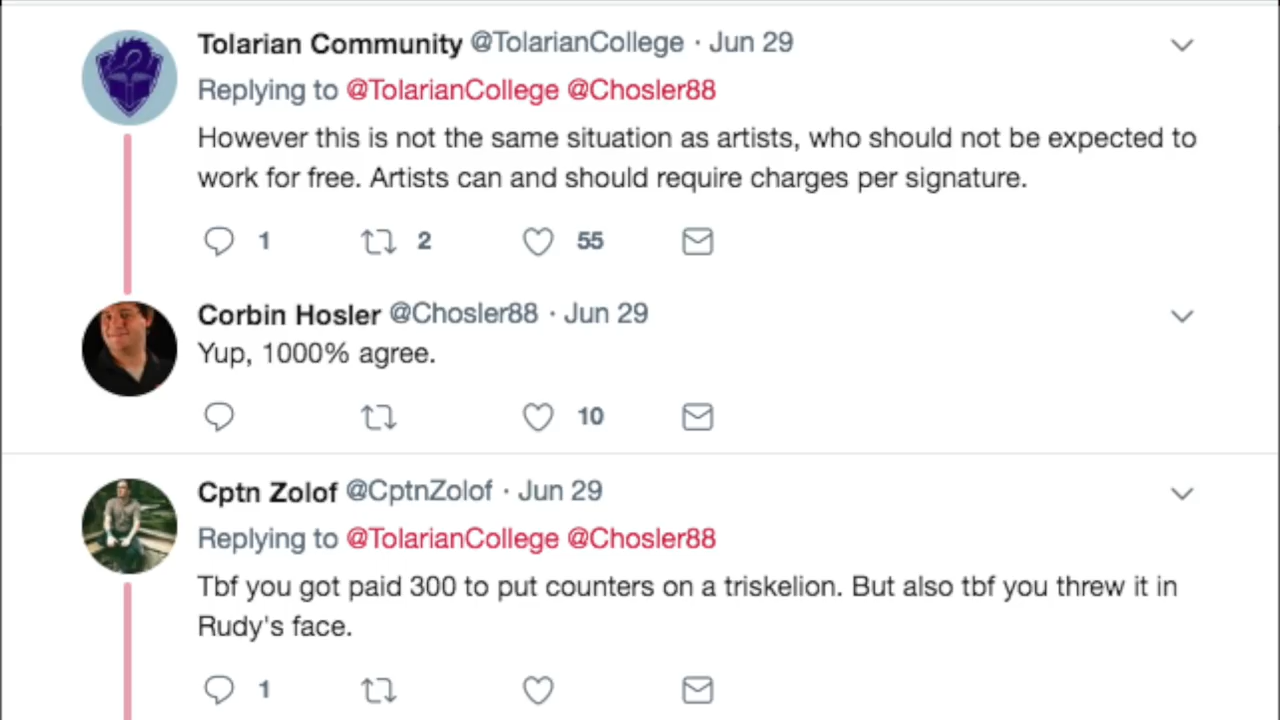 Tolarian Community @TolarianCollege · Jun 29
Replying to @TolarianCollege @Chosler88
However this is not the same situation as artists, who should not be expected to
work for free. Artists can and should require charges per signature.
1 2 55
Corbin Hosler @Chosler88 · Jun 29
Yup, 1000% agree.
10
Cptn Zolof @CptnZolof · Jun 29
Replying to @TolarianCollege @Chosler88
Tbf you got paid 300 to put counters on a triskelion. But also tbf you threw it in
Rudy's face.
1